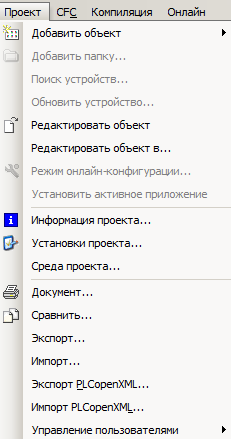 Проект CFC Компиляция Онлайн
Добавить объект
Добавить папку...
Поиск устройств...
Обновить устройство...
Редактировать объект
Редактировать объект в...
Режим онлайн-конфигурации...
Установить активное приложение
Информация проекта...
Установки проекта...
Среда проекта...
Документ...
Сравнить...
Экспорт...
Импорт...
Экспорт PLCopenXML...
Импорт PLCopenXML...
Управление пользователями